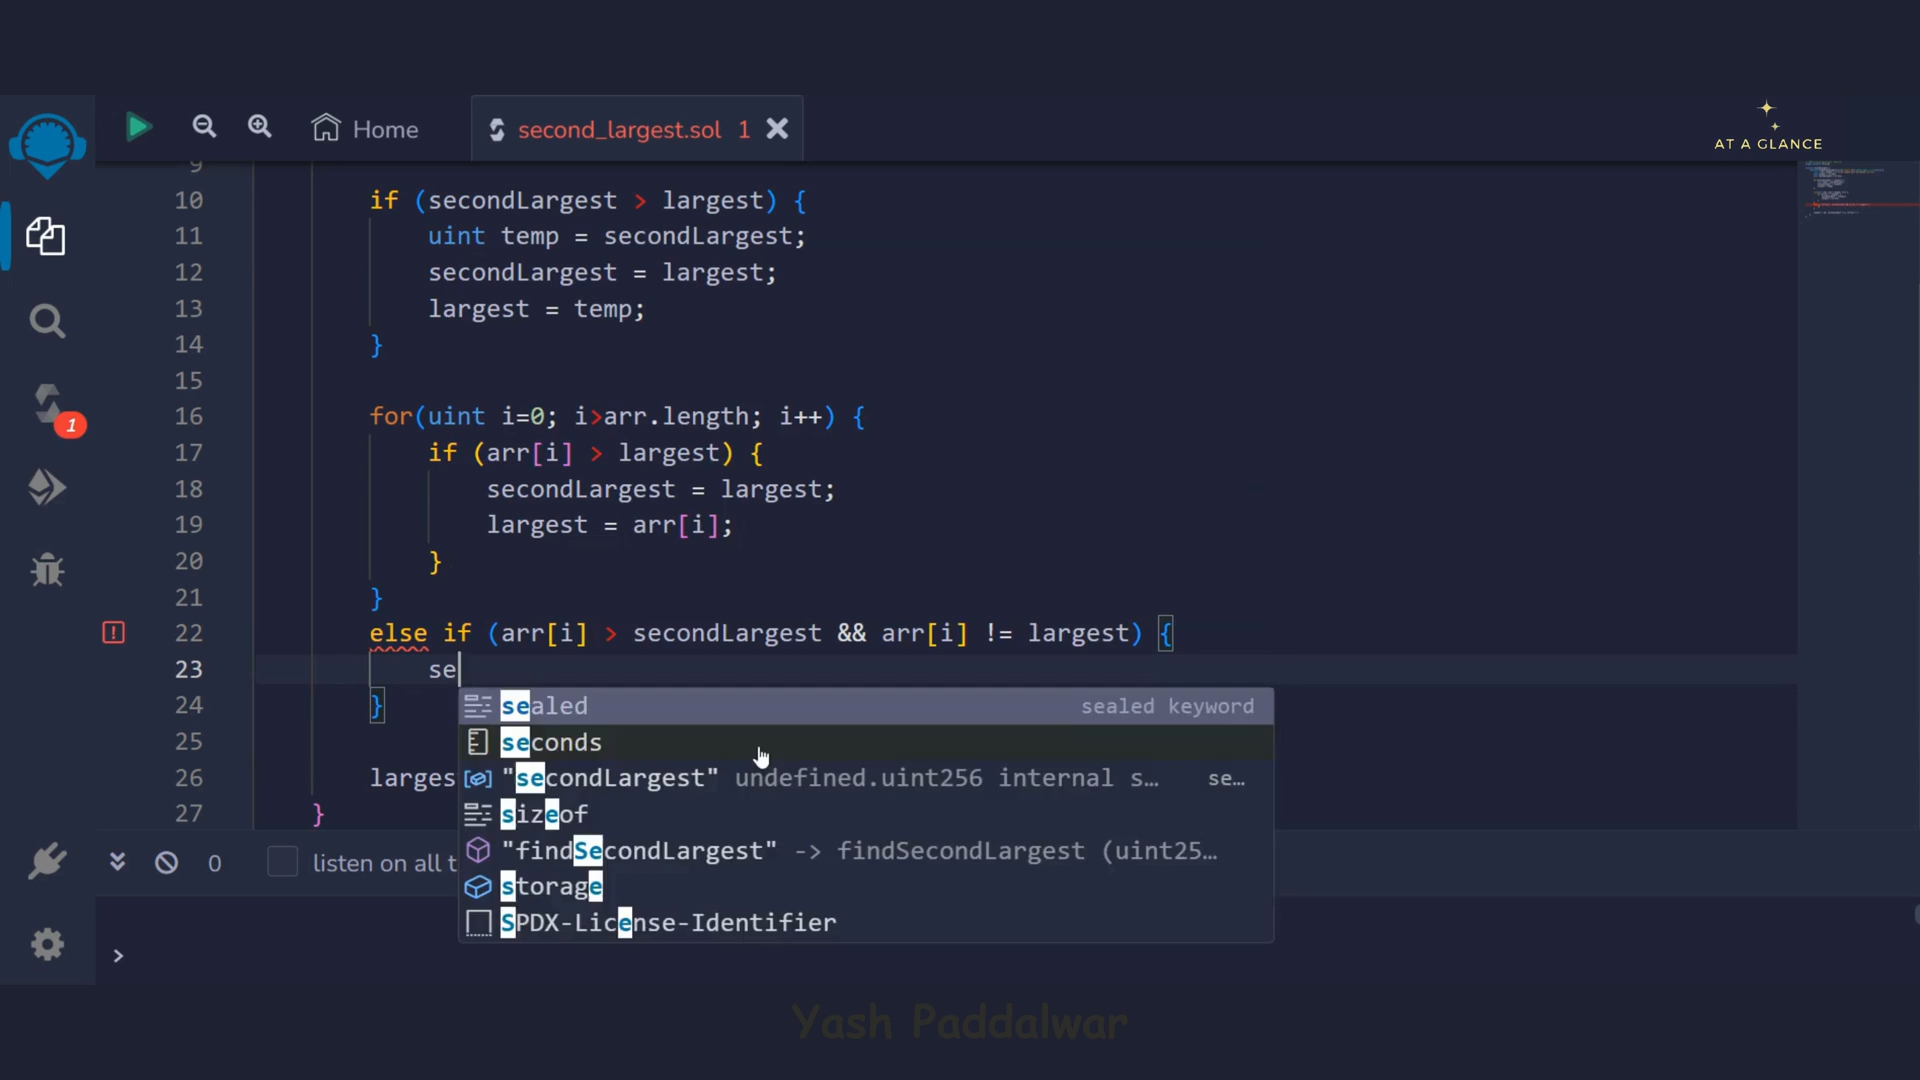 Home
second_largest.sol 1
AT A GLANCE
9
10 if (secondLargest > largest) {
11 uint temp = secondLargest;
12 secondLargest = largest;
13 largest = temp;
14 }
15
16 for(uint i=0; i>arr.length; i++) {
17 if (arr[i] > largest) {
18 secondLargest = largest;
19 largest = arr[i];
20 }
21 }
22 else if (arr[i] > secondLargest && arr[i] != largest) {
23 se
sealed sealed keyword
24 }
seconds
25
"secondLargest" undefined.uint256 internal s… se…
26 larges
sizeof
27 }
"findSecondLargest" -> findSecondLargest (uint25…
0 listen on all t
storage
SPDX-License-Identifier
>
1
Yash Paddalwar